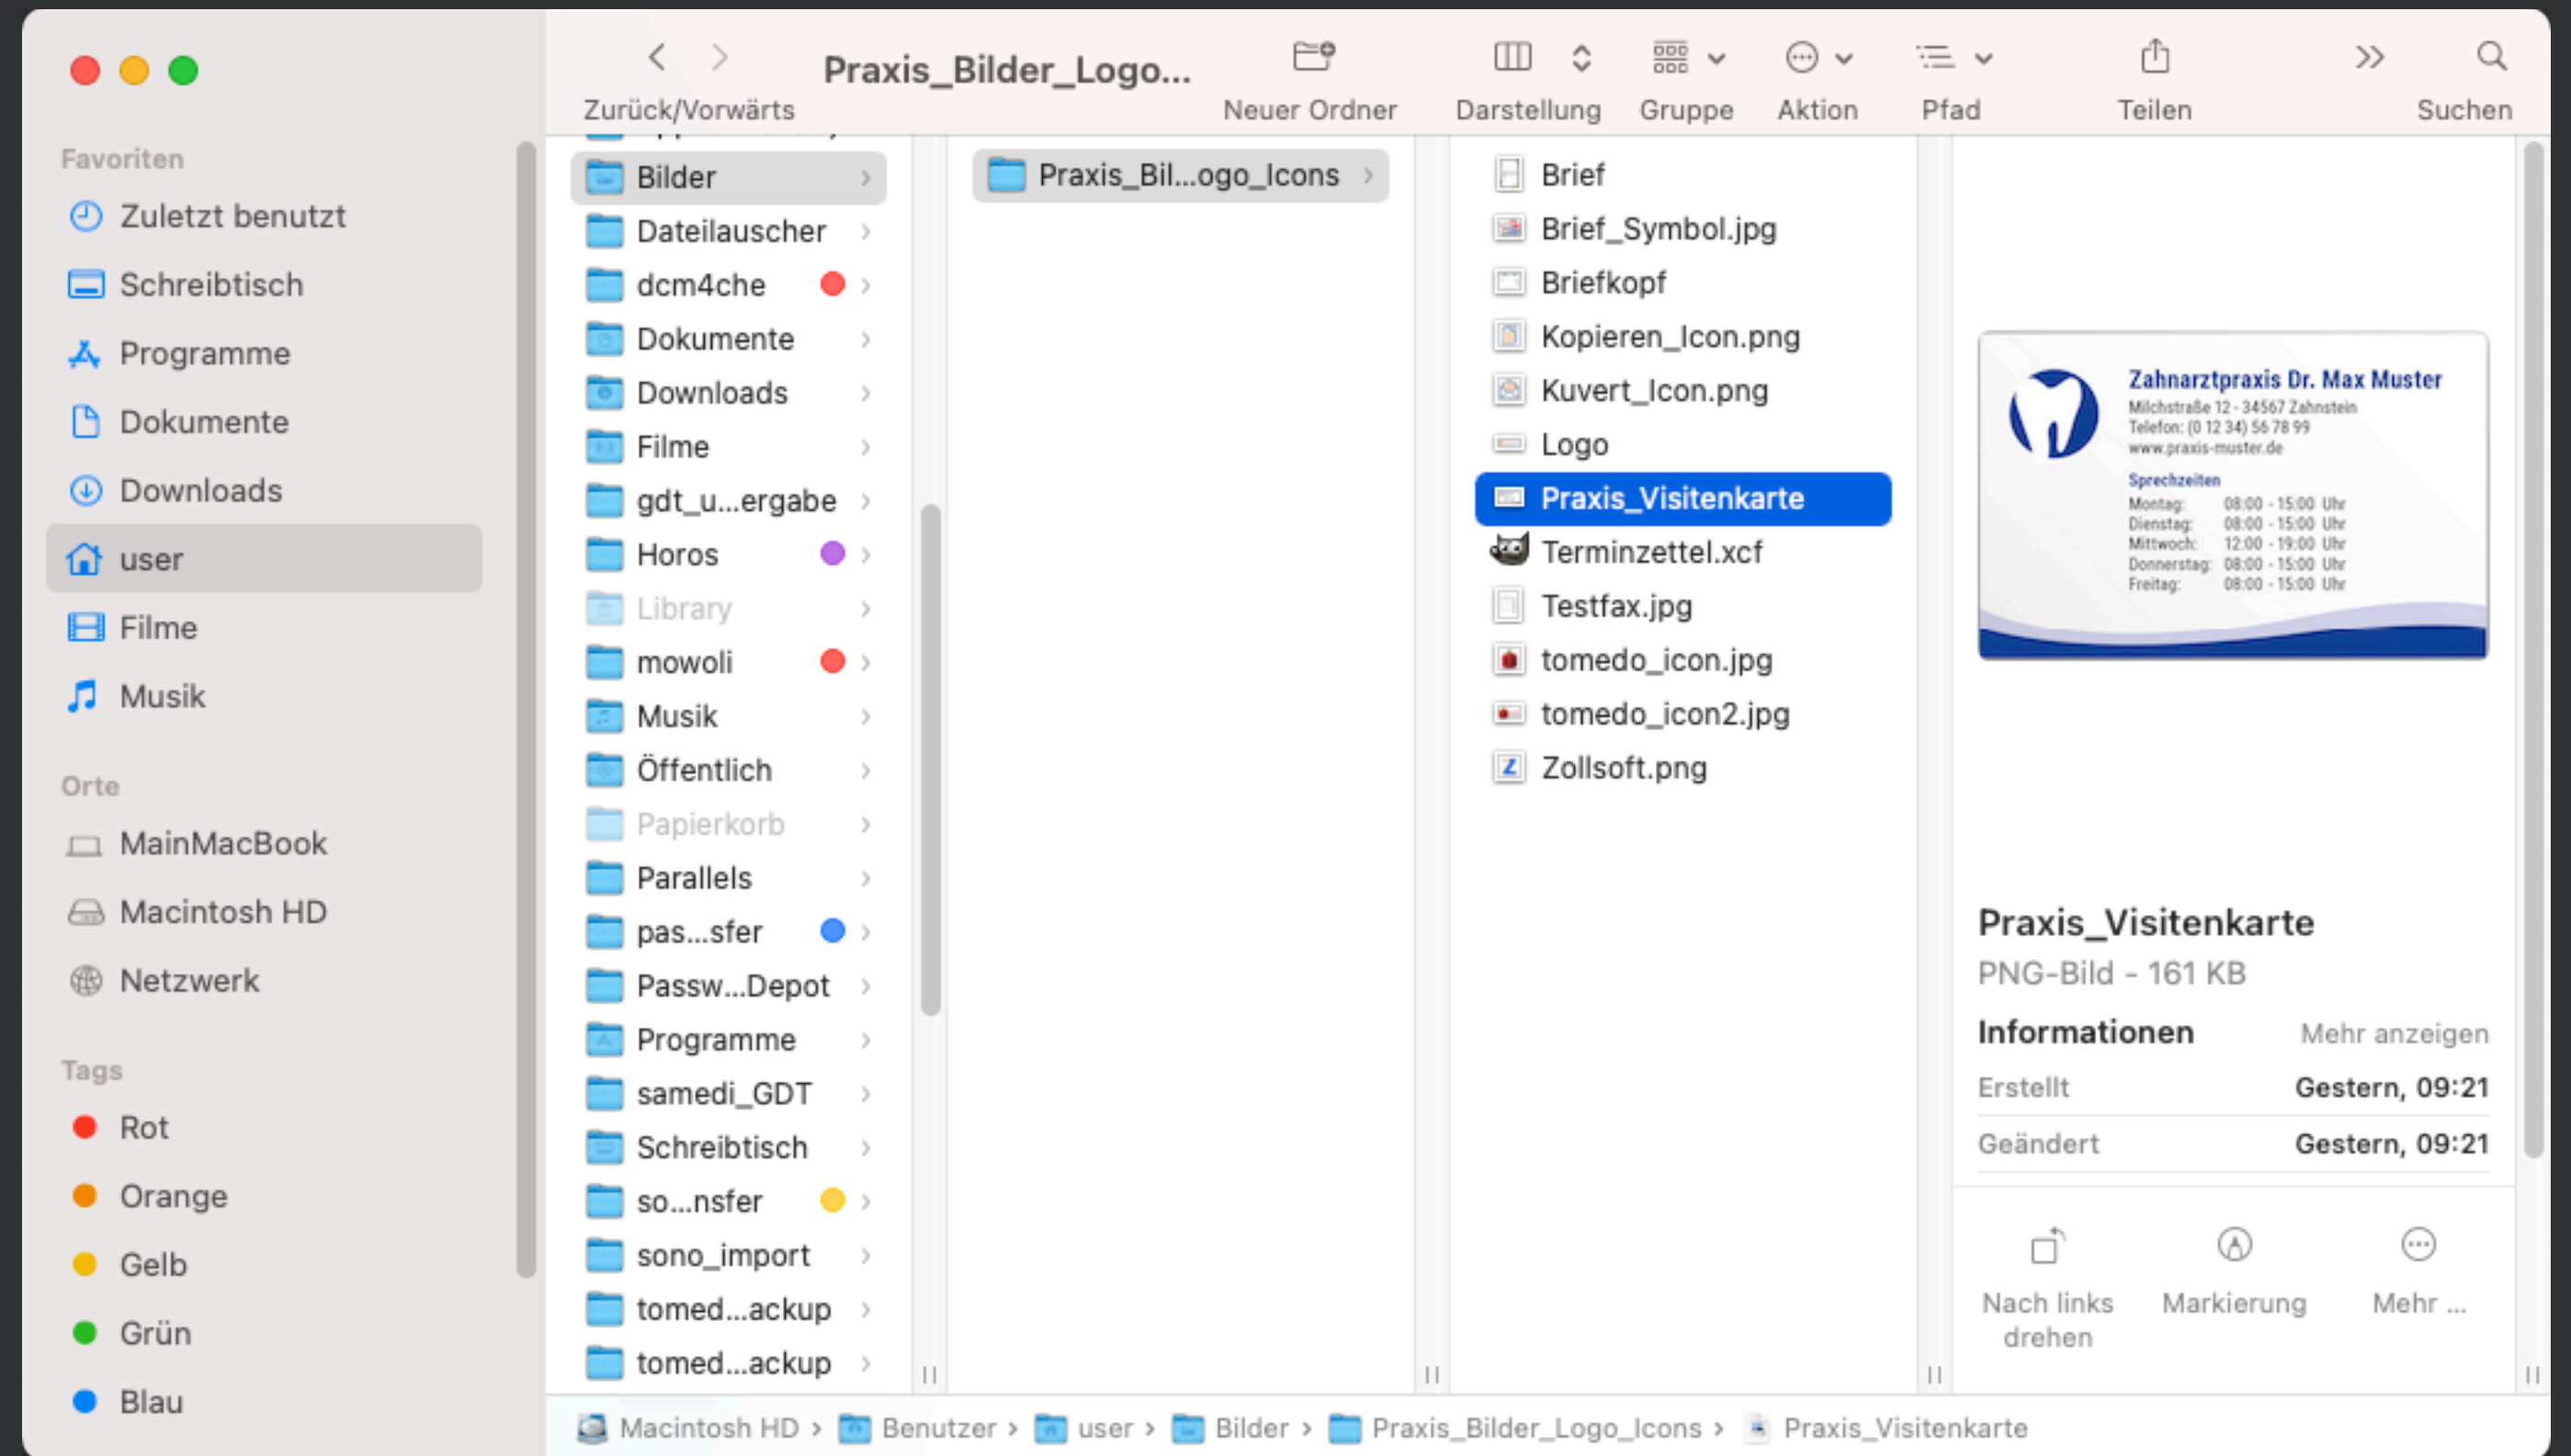 Praxis_Bilder_Logo...
Zurück/Vorwärts
Neuer Ordner
Darstellung
Gruppe
Aktion
Pfad
Teilen
Suchen
Favoriten
Zuletzt benutzt
Schreibtisch
Programme
Dokumente
Downloads
user
Filme
Musik
Orte
MainMacBook
Macintosh HD
Netzwerk
Tags
Rot
Orange
Gelb
Grün
Blau
Bilder
Dateilauscher
dcm4che
Dokumente
Downloads
Filme
gdt_u...ergabe
Horos
Library
mowoli
Musik
Öffentlich
Papierkorb
Parallels
pas...sfer
Passw...Depot
Programme
samedi_GDT
Schreibtisch
so...nsfer
sono_import
tomed...ackup
tomed...ackup
Praxis_Bil...ogo_Icons
Brief
Brief_Symbol.jpg
Briefkopf
Kopieren_Icon.png
Kuvert_Icon.png
Logo
Praxis_Visitenkarte
Terminzettel.xcf
Testfax.jpg
tomedo_icon.jpg
tomedo_icon2.jpg
Zollsoft.png
Zahnarztpraxis Dr. Max Muster
Milchstraße 12 - 34567 Zahnstein
Telefon: (0 12 34) 56 78 99
www.praxis-muster.de
Sprechzeiten
Montag: 08:00 - 15:00 Uhr
Dienstag: 08:00 - 15:00 Uhr
Mittwoch: 12:00 - 19:00 Uhr
Donnerstag: 08:00 - 15:00 Uhr
Freitag: 08:00 - 15:00 Uhr
Praxis_Visitenkarte
PNG-Bild - 161 KB
Informationen Mehr anzeigen
Erstellt Gestern, 09:21
Geändert Gestern, 09:21
Nach links
drehen
Markierung
Mehr ...
Macintosh HD › Benutzer › user › Bilder › Praxis_Bilder_Logo_Icons › Praxis_Visitenkarte